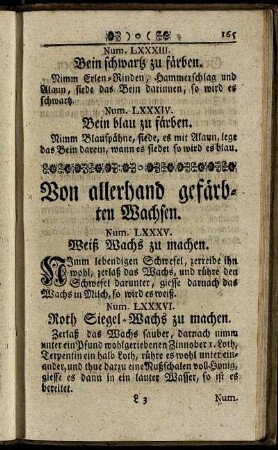 165
Num. LXXXIII.
Bein schwartz zu färben.
Nimm Erlen-Rinden, Hammerschlag und
Alaun, siede das Bein darinnen, so wird es
schwartz.
Num. LXXXIV.
Bein blau zu färben.
Nimm Blauspähne, siede, es mit Alaun, lege
das Bein darein, wann es siedet so wird es blau.
Von allerhand gefärb-
ten Wachsen.
Num. LXXXV.
Weiß Wachs zu machen.
NImm lebendigen Schwefel, zerreibe ihn
wohl, zerlaß das Wachs, und rühre den
Schwefel darunter, giesse darnach das
Wachs in Milch, so wird es weiß.
Num. LXXXVI.
Roth Siegel-Wachs zu machen.
Zerlaß das Wachs sauber, darnach nimm
unter ein Pfund wohlgeriebenen Zinnober 1. Loth,
Terpentin ein halb Loth, rühre es wohl unter ein-
ander, und thue darzu eine Nußschalen voll Honig,
giesse es dann in ein lauter Wasser, so ist es
bereitet.
L 3
Num.